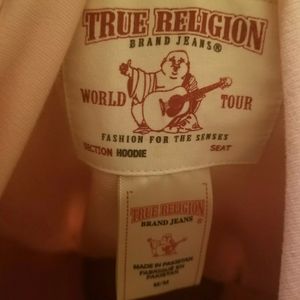 TRUE RELIGION
BRAND JEANS®
WORLD TOUR
FASHION FOR THE SENSES
SECTION HOODIE SEAT
TRUE RELIGION
BRAND JEANS ®
MADE IN PAKISTAN
FABRIQUÉ EN
PAKISTAN
M/M